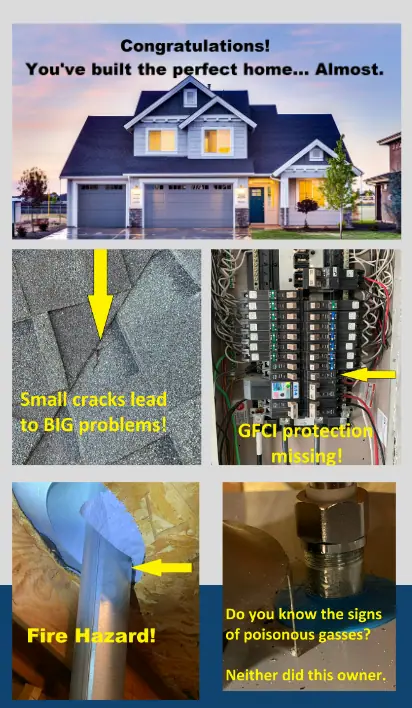 Congratulations!
You've built the perfect home... Almost.
Small cracks lead
to BIG problems!
GFCI protection
missing!
Fire Hazard!
Do you know the signs
of poisonous gasses?
Neither did this owner.